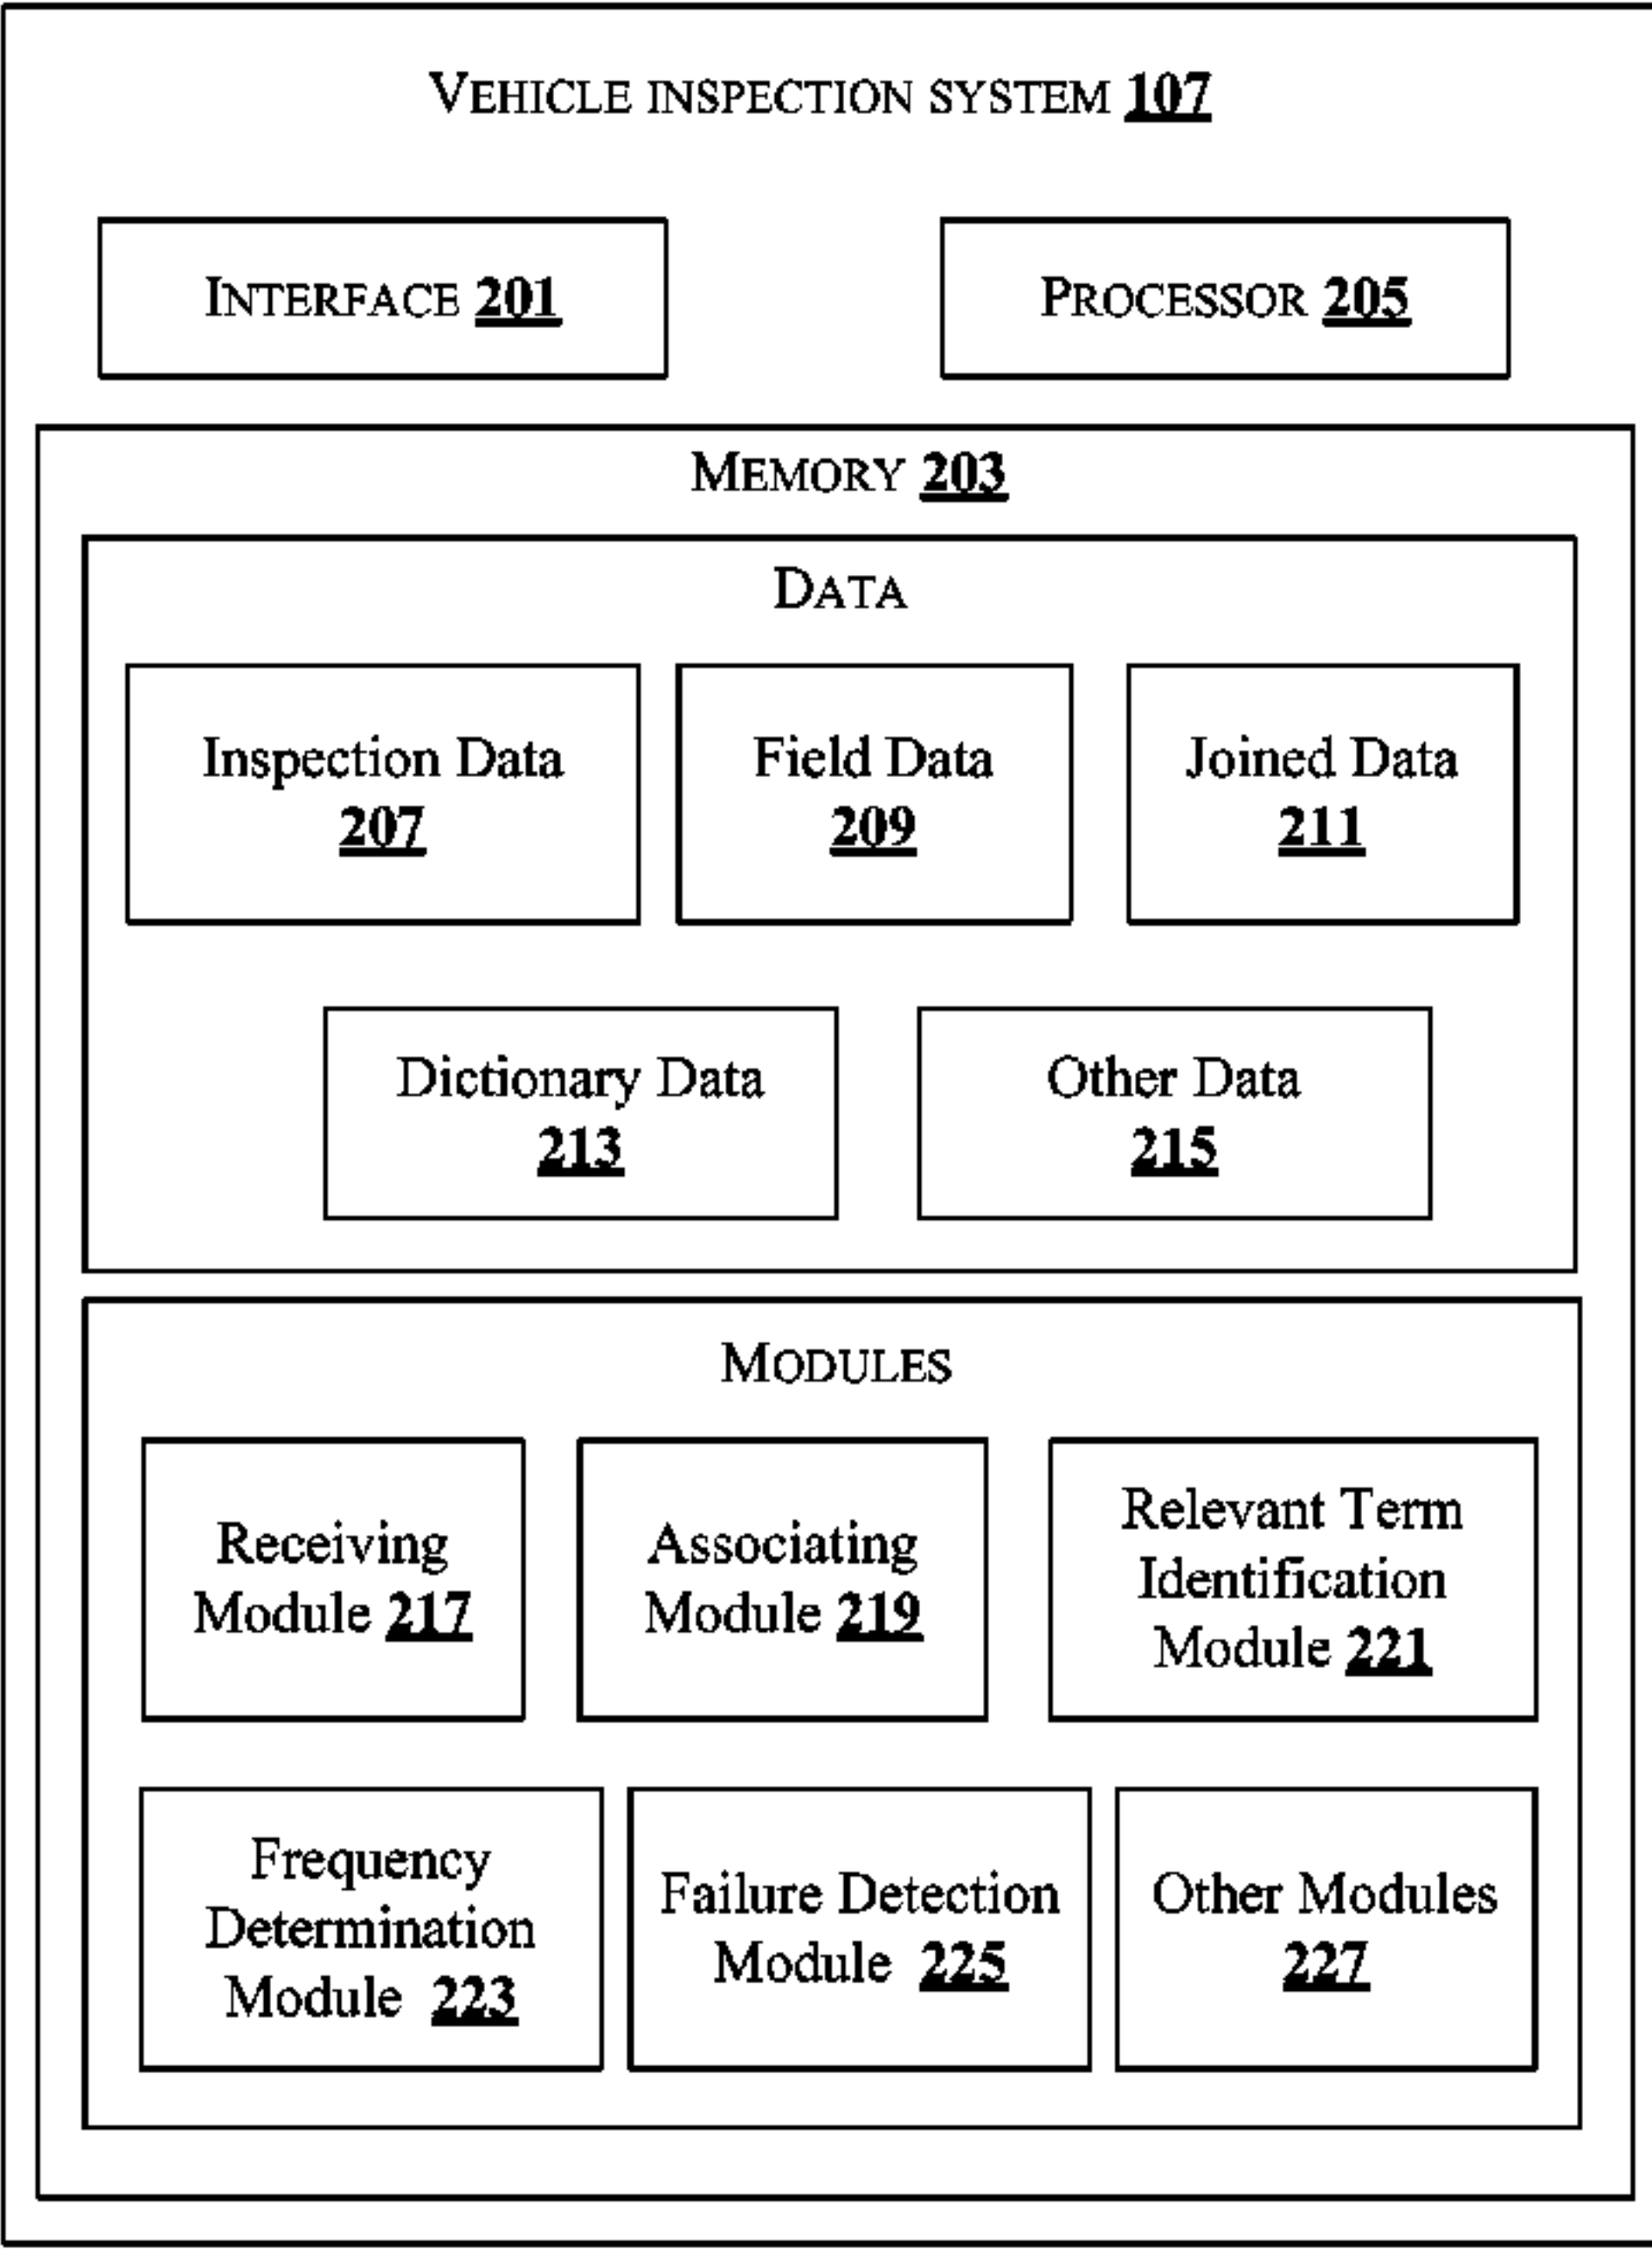 VEHICLE INSPECTION SYSTEM 107
INTERFACE 201
PROCESSOR 205
MEMORY 203
DATA
Inspection Data
207
Field Data
209
Joined Data
211
Dictionary Data
213
Other Data
215
MODULES
Receiving
Module 217
Associating
Module 219
Relevant Term
Identification
Module 221
Frequency
Determination
Module 223
Failure Detection
Module 225
Other Modules
227